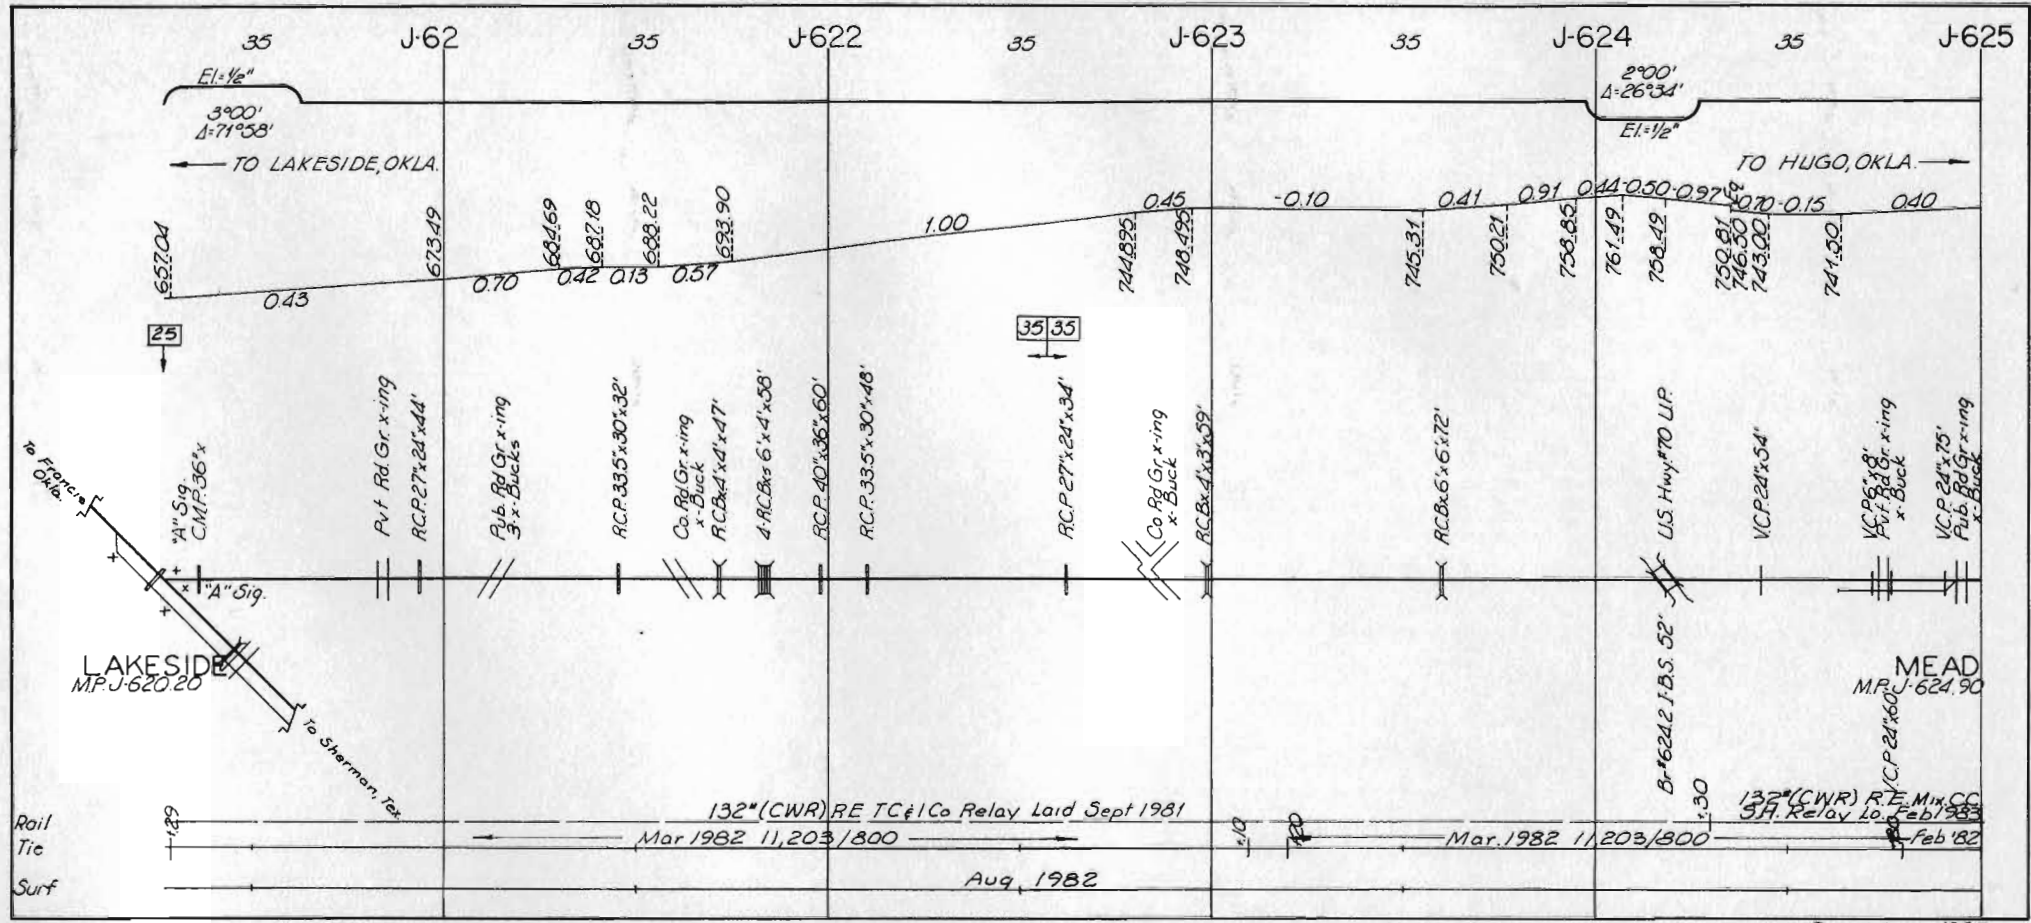 35 J-62 35 J-622 35 J-623 35 J-624 35 J-625
El.=1/2"
3°00'
Δ=71°58'
2°00'
Δ=26°34'
El.=1/2"
← TO LAKESIDE, OKLA.
TO HUGO, OKLA. →
657.04
673.49
684.69
687.18
688.22
693.90
744.895
748.495
745.31
750.21
758.85
761.49
758.42
750.81
746.50
743.00
741.50
0.43 0.70 0.42 0.13 0.57 1.00 0.45 -0.10 0.41 0.91 0.44 -0.50 -0.97 -0.70 -0.15 0.40
25
35 35
To Francis
Okla.
"A" Sig.
C.M.P. 36"x
"A" Sig.
Pvt Rd Gr. x-ing
R.C.P. 27"x24"x44'
Pub. Rd Gr. x-ing
3-x-Bucks
R.C.P. 33.5"x30"x32'
Co. Rd Gr. x-ing
x-Buck
R.C.Bx 4'x4'x47'
4-R.C.Bxs 6'x4'x58'
R.C.P. 40"x36"x60'
R.C.P. 33.5"x30"x48'
R.C.P. 27"x24"x34'
Co Rd Gr. x-ing
x-Buck
R.C.Bx 4'x3'x59'
R.C.Bx 6'x6'x72'
U.S. Hwy. #70 U.P.
Br#624.2 1-B.S. 52'
V.C.P. 24"x54'
Pvt Rd Gr. x-ing
x-Buck
V.C.P. 24"x75'
Pub. Rd Gr x-ing
x-Buck
V.C.P. 24"x60'
LAKESIDE
M.P. J-620.20
To Sherman, Tex
MEAD
M.P. J-624.90
Rail
Tie
Surf
1.29
132#(CWR) RE TC&I Co Relay Laid Sept 1981
Mar 1982 11,203/800
1.10
1.20
1.30
132#(CWR) R.E. Mix. CC
S.H. Relay Lo. Feb 1983
Mar. 1982 11,203/800
Feb '82
Aug 1982